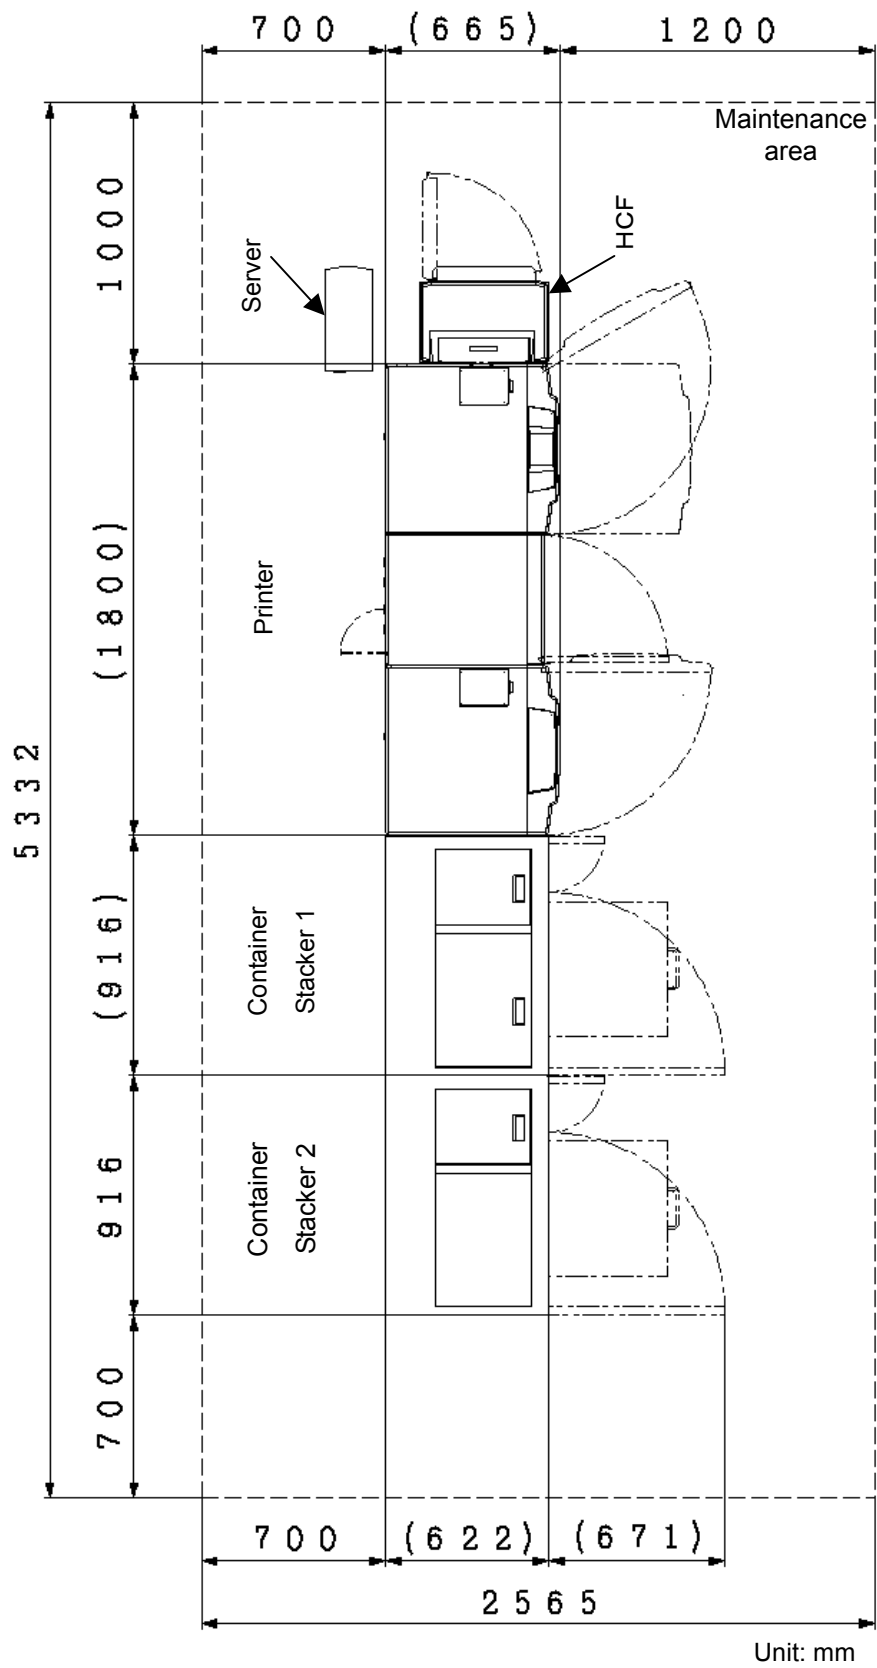 700
(665)
1200
Maintenance
area
1000
Server
HCF
(1800)
Printer
5332
(916)
Container
Stacker 1
916
Container
Stacker 2
700
700
(622)
(671)
2565
Unit: mm